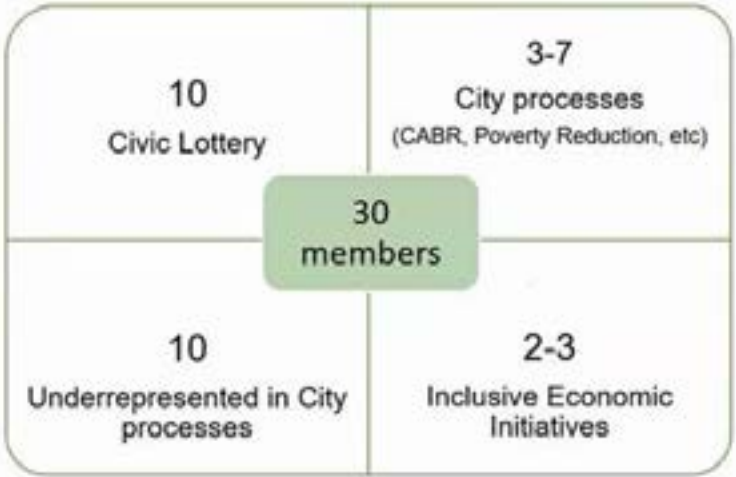 10
Civic Lottery
3-7
City processes
(CABR, Poverty Reduction, etc)
30
members
10
Underrepresented in City
processes
2-3
Inclusive Economic
Initiatives